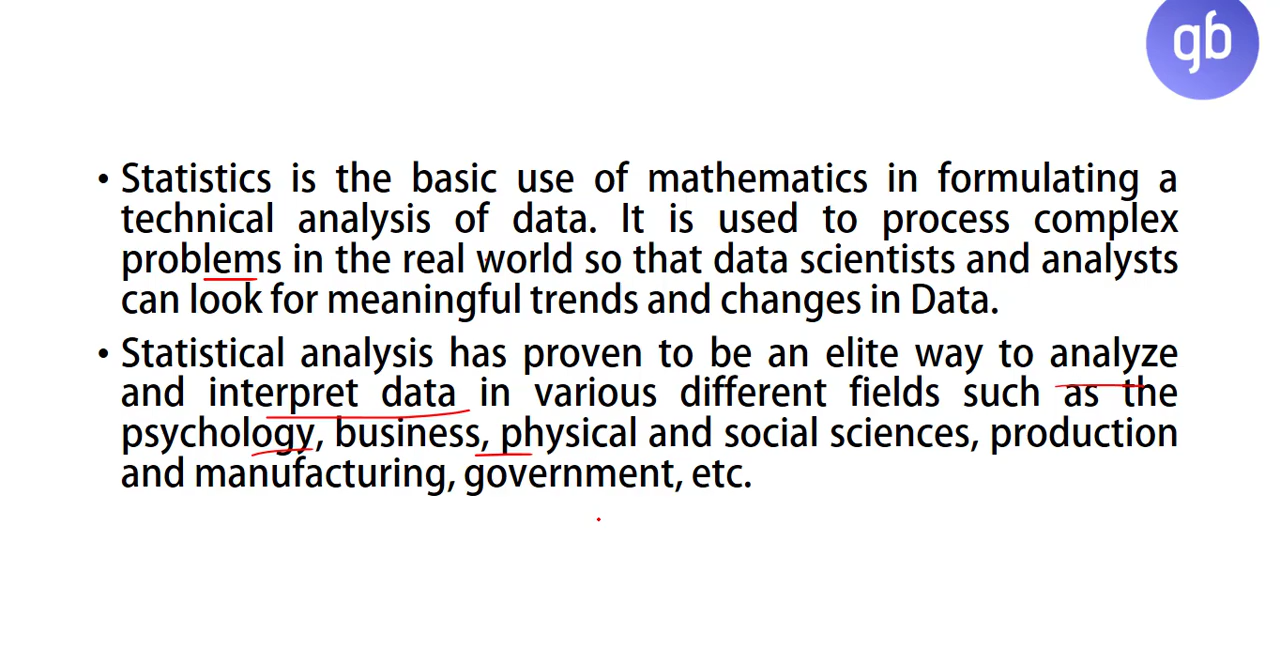 gb
• Statistics is the basic use of mathematics in formulating a
technical analysis of data. It is used to process complex
problems in the real world so that data scientists and analysts
can look for meaningful trends and changes in Data.
• Statistical analysis has proven to be an elite way to analyze
and interpret data in various different fields such as the
psychology, business, physical and social sciences, production
and manufacturing, government, etc.